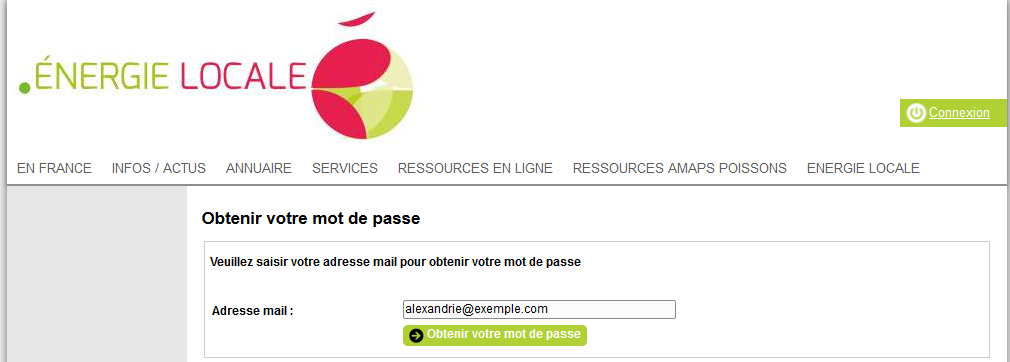 .ÉNERGIE LOCALE
Connexion
EN FRANCE INFOS / ACTUS ANNUAIRE SERVICES RESSOURCES EN LIGNE RESSOURCES AMAPS POISSONS ENERGIE LOCALE
Obtenir votre mot de passe
Veuillez saisir votre adresse mail pour obtenir votre mot de passe
Adresse mail : alexandrie@exemple.com
Obtenir votre mot de passe